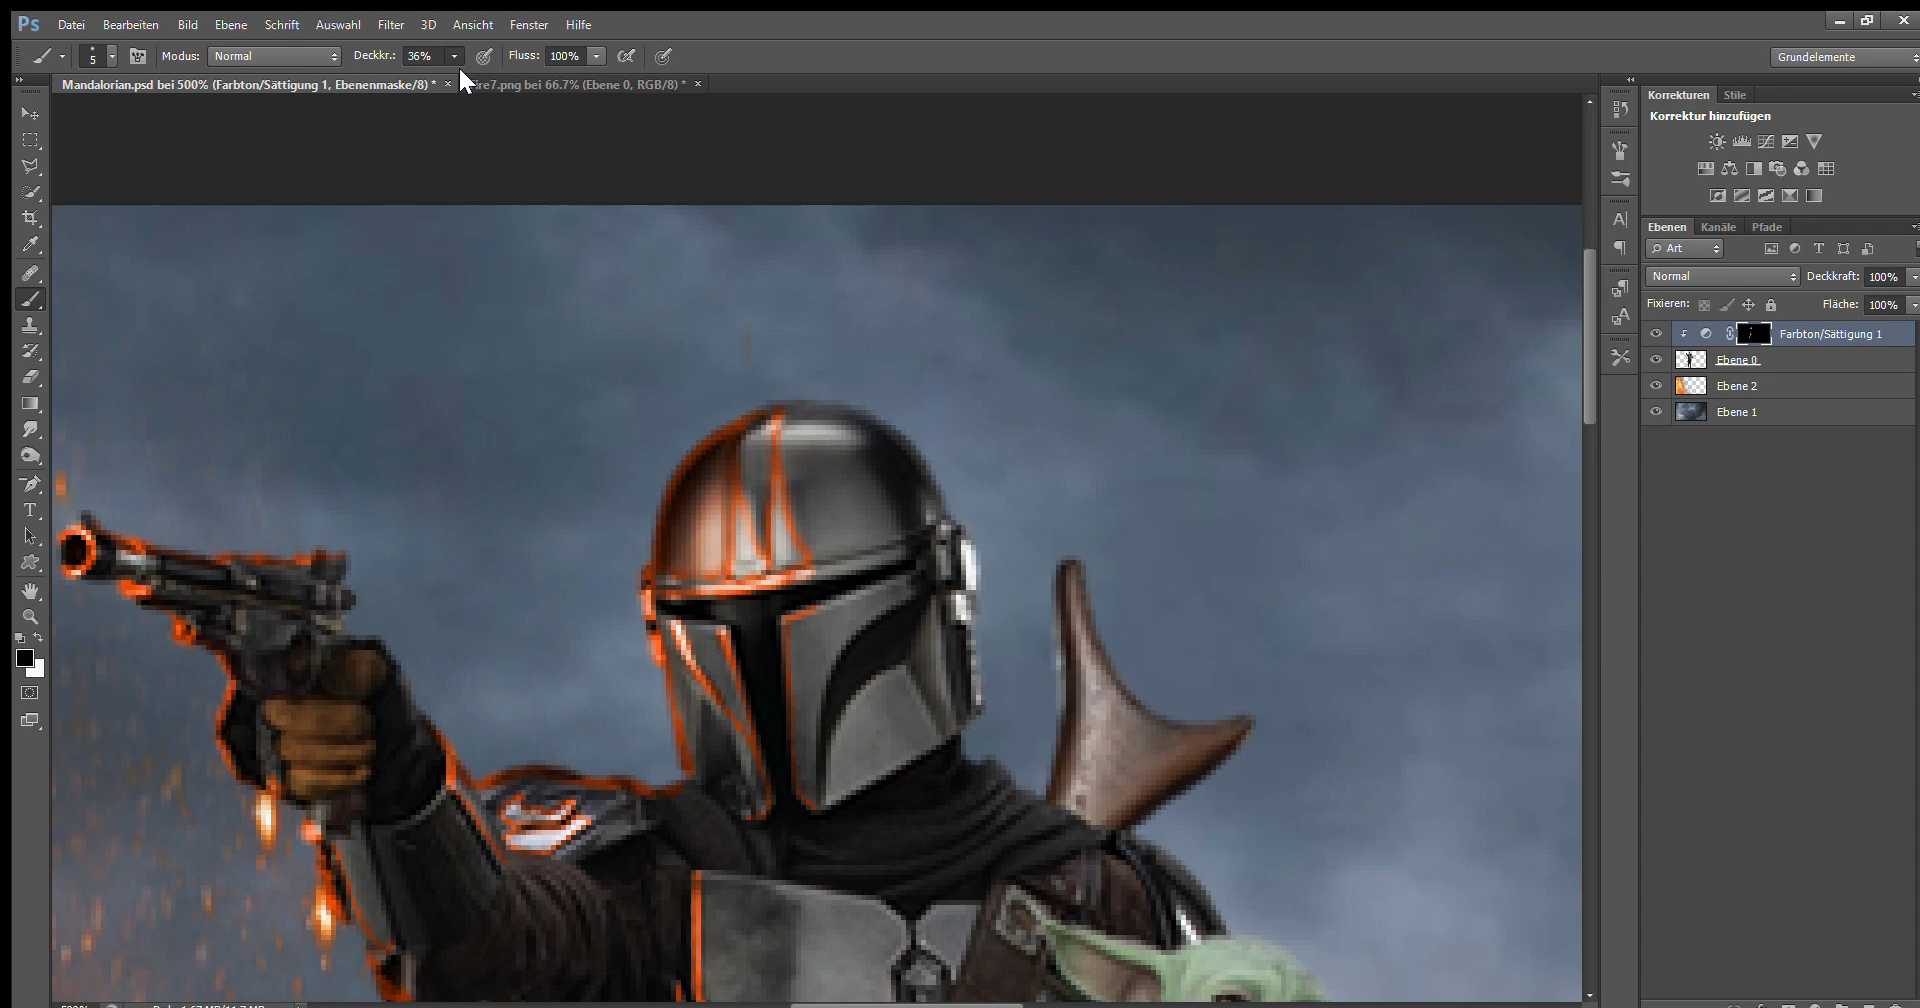 Ps Datei Bearbeiten Bild Ebene Schrift Auswahl Filter 3D Ansicht Fenster Hilfe
5 Modus: Normal Deckkr.: 36% Fluss: 100% Grundelemente
Mandalorian.psd bei 500% (Farbton/Sättigung 1, Ebenenmaske/8) * × ire7.png bei 66.7% (Ebene 0, RGB/8) * ×
Korrekturen Stile
Korrektur hinzufügen
Ebenen Kanäle Pfade
Art
Normal Deckkraft: 100%
Fixieren: Fläche: 100%
Farbton/Sättigung 1
Ebene 0
Ebene 2
Ebene 1